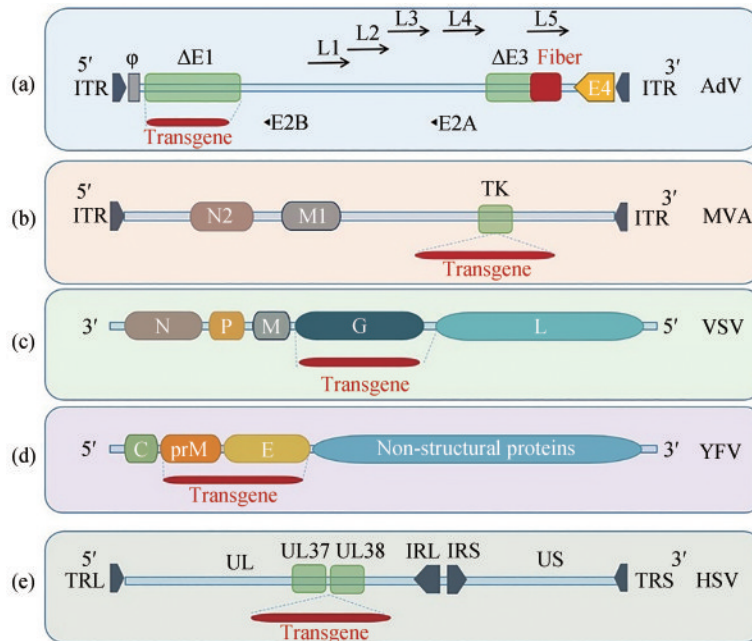 (a)
5′
ITR
φ
ΔE1
L1
L2
L3
L4
L5
ΔE3
Fiber
E4
3′
ITR
AdV
Transgene
E2B
E2A
(b)
5′
ITR
N2
M1
TK
3′
ITR
MVA
Transgene
(c)
3′
N
P
M
G
L
5′
VSV
Transgene
(d)
5′
C
prM
E
Non-structural proteins
3′
YFV
Transgene
(e)
5′
TRL
UL
UL37
UL38
IRL
IRS
US
3′
TRS
HSV
Transgene